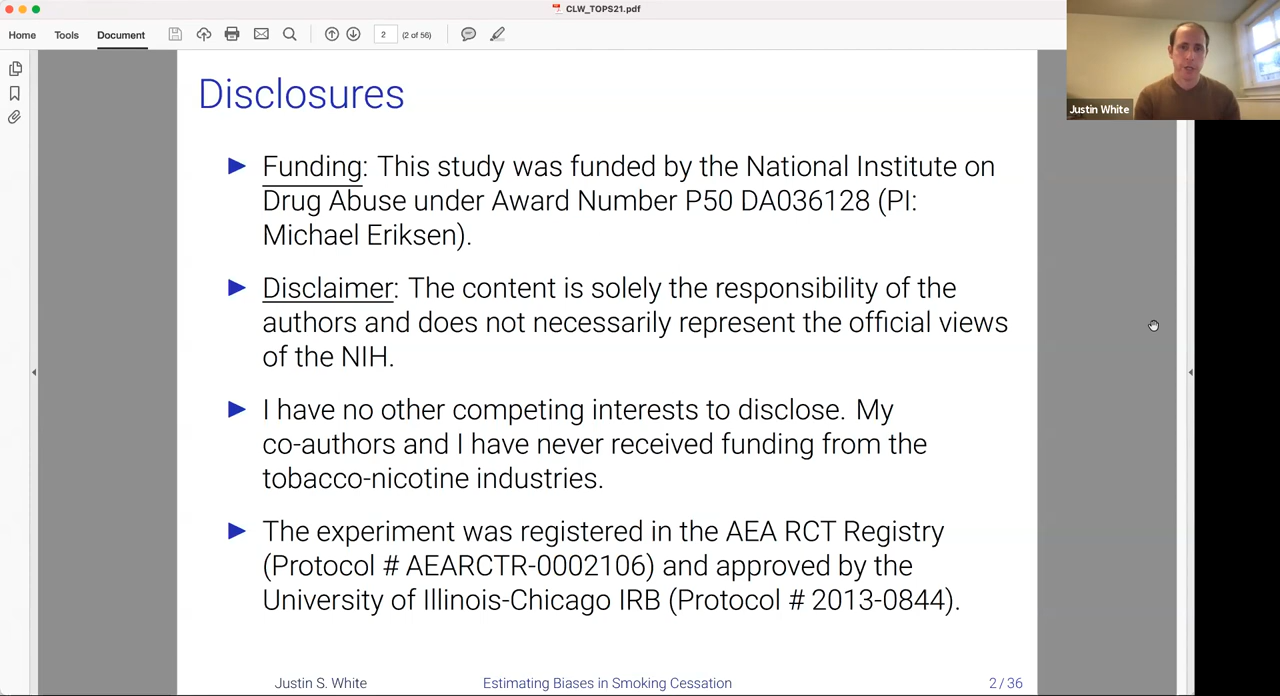 CLW_TOPS21.pdf
Home Tools Document 2 (2 of 56)
Justin White
Disclosures
Funding: This study was funded by the National Institute on
Drug Abuse under Award Number P50 DA036128 (PI:
Michael Eriksen).
Disclaimer: The content is solely the responsibility of the
authors and does not necessarily represent the official views
of the NIH.
I have no other competing interests to disclose. My
co-authors and I have never received funding from the
tobacco-nicotine industries.
The experiment was registered in the AEA RCT Registry
(Protocol # AEARCTR-0002106) and approved by the
University of Illinois-Chicago IRB (Protocol # 2013-0844).
Justin S. White Estimating Biases in Smoking Cessation 2 / 36